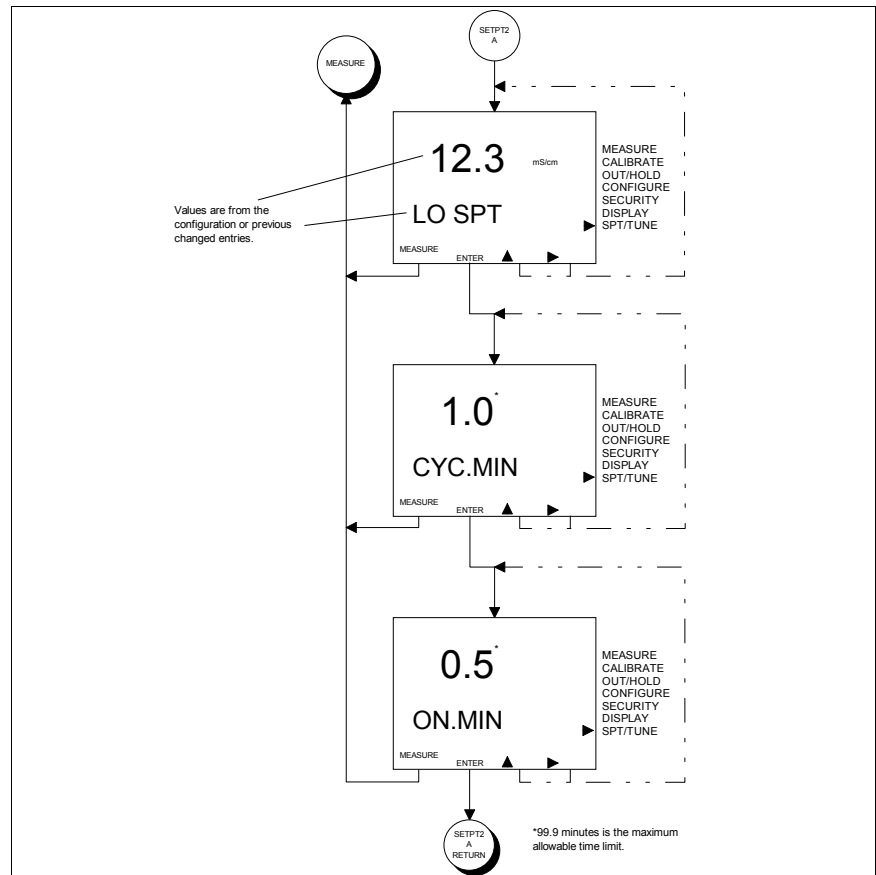 SETPT2
A
MEASURE
12.3 mS/cm
LO SPT
MEASURE
CALIBRATE
OUT/HOLD
CONFIGURE
SECURITY
DISPLAY
SPT/TUNE
MEASURE
ENTER
Values are from the
configuration or previous
changed entries.
1.0*
CYC.MIN
MEASURE
CALIBRATE
OUT/HOLD
CONFIGURE
SECURITY
DISPLAY
SPT/TUNE
MEASURE
ENTER
0.5*
ON.MIN
MEASURE
CALIBRATE
OUT/HOLD
CONFIGURE
SECURITY
DISPLAY
SPT/TUNE
MEASURE
ENTER
SETPT2
A
RETURN
*99.9 minutes is the maximum
allowable time limit.